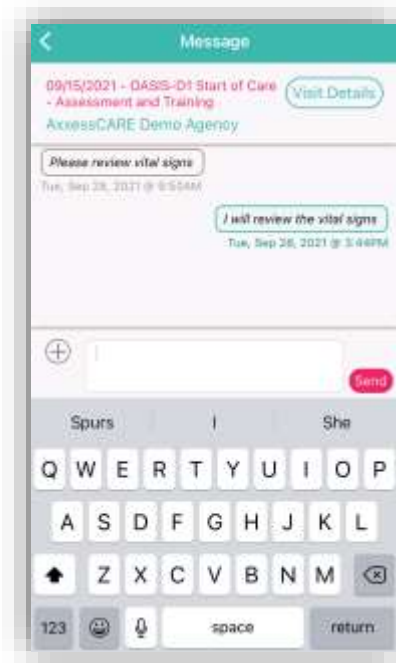 Message
09/15/2021 - OASIS-D1 Start of Care
- Assessment and Training
Visit Details
AxxessCARE Demo Agency
Please review vital signs
Tue, Sep 28, 2021 @
I will review the vital signs
Tue, Sep 28, 2021 @ 3:44PM
Send
Spurs I She
Q W E R T Y U I O P
A S D F G H J K L
Z X C V B N M
123 space return